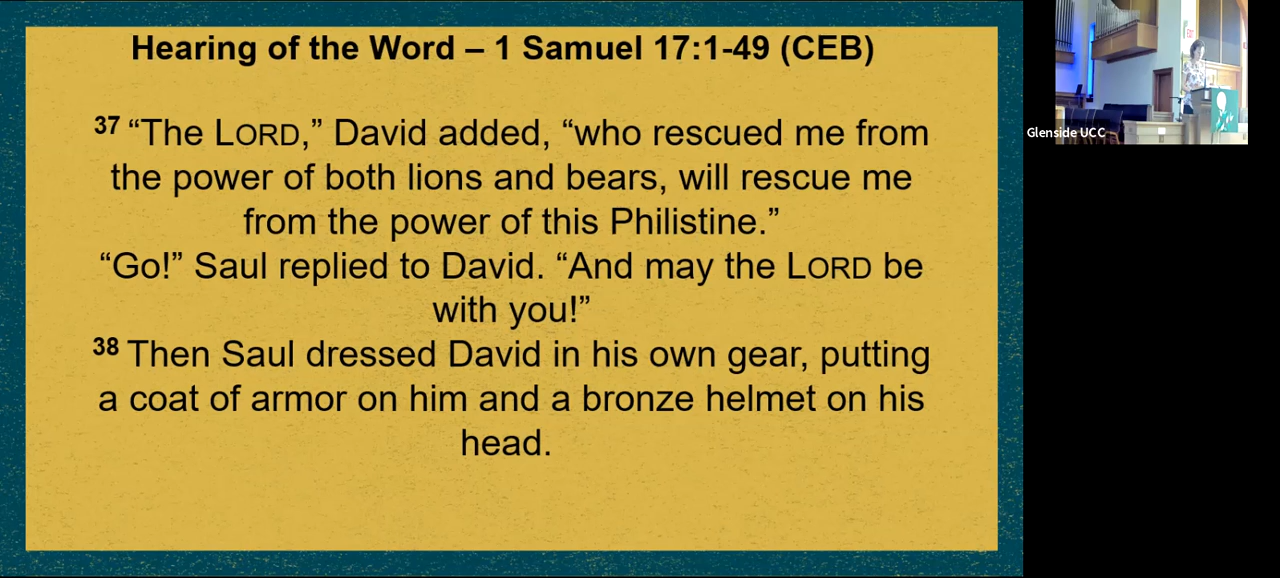 Hearing of the Word – 1 Samuel 17:1-49 (CEB)
37 “The LORD,” David added, “who rescued me from
the power of both lions and bears, will rescue me
from the power of this Philistine.”
“Go!” Saul replied to David. “And may the LORD be
with you!”
38 Then Saul dressed David in his own gear, putting
a coat of armor on him and a bronze helmet on his
head.
Glenside UCC